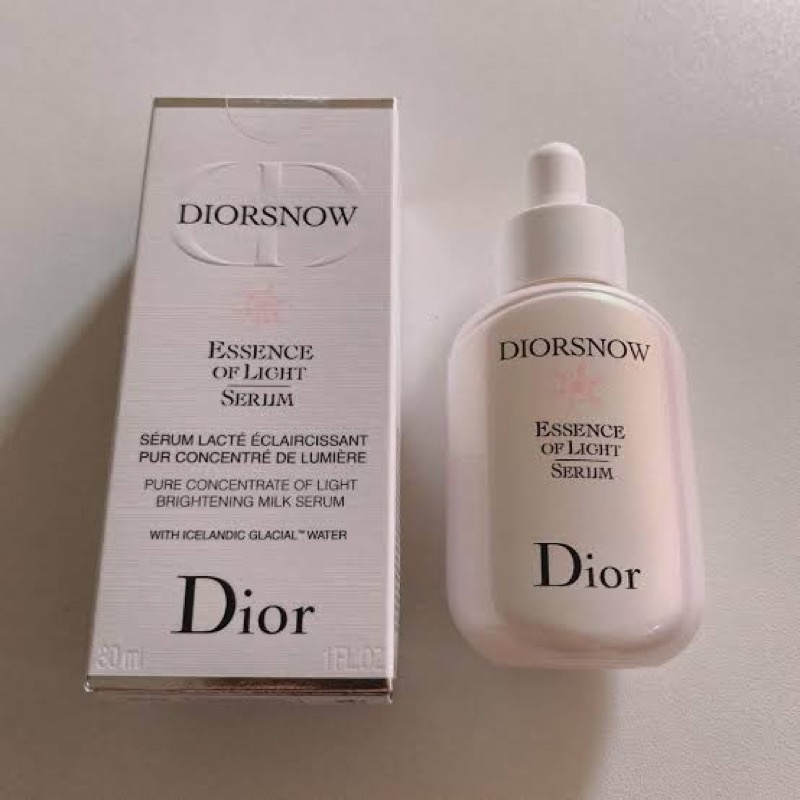 DIORSNOW
ESSENCE
OF LIGHT
SERUM
SÉRUM LACTÉ ÉCLAIRCISSANT
PUR CONCENTRÉ DE LUMIÈRE
PURE CONCENTRATE OF LIGHT
BRIGHTENING MILK SERUM
WITH ICELANDIC GLACIAL™ WATER
Dior
30 ml
1 FL.OZ
DIORSNOW
ESSENCE
OF LIGHT
SERUM
Dior